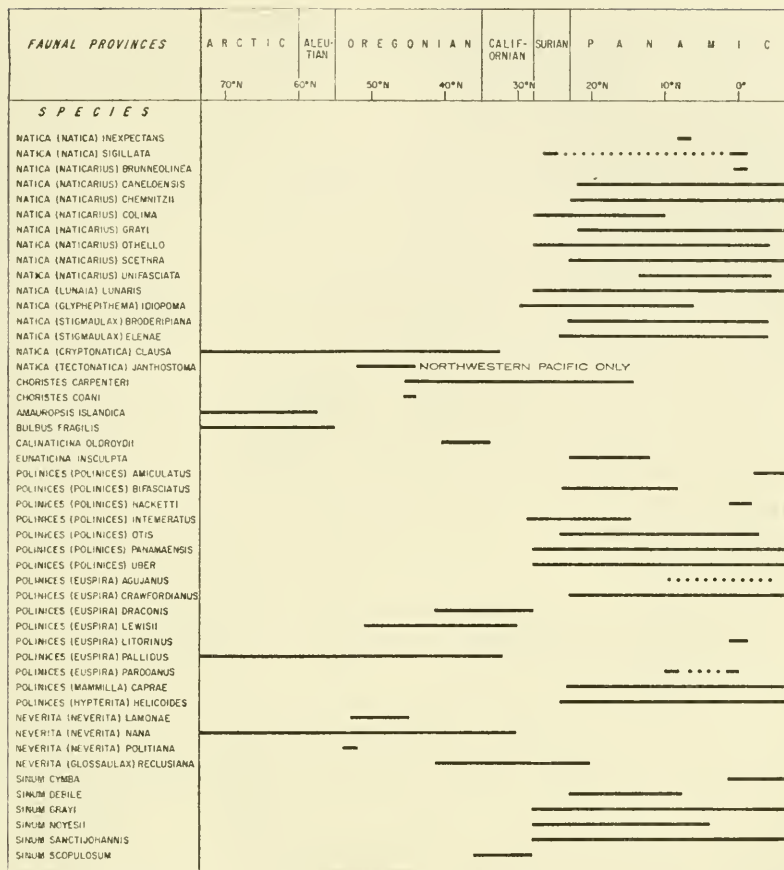 FAUNAL PROVINCES
ARCTIC ALEU-TIAN OREGONIAN CALIF-ORNIAN SURIAN PANAMIC
70°N 60°N 50°N 40°N 30°N 20°N 10°N 0°
SPECIES
NATICA (NATICA) INEXPECTANS
NATICA (NATICA) SIGILLATA
NATICA (NATICARIUS) BRUNNEOLINEA
NATICA (NATICARIUS) CANELOENSIS
NATICA (NATICARIUS) CHEMNITZII
NATICA (NATICARIUS) COLIMA
NATICA (NATICARIUS) GRAYI
NATICA (NATICARIUS) OTHELLO
NATICA (NATICARIUS) SCETHRA
NATICA (NATICARIUS) UNIFASCIATA
NATICA (LUNAIA) LUNARIS
NATICA (GLYPHEPITHEMA) IDIOPOMA
NATICA (STIGMAULAX) BRODERIPIANA
NATICA (STIGMAULAX) ELENAE
NATICA (CRYPTONATICA) CLAUSA
NATICA (TECTONATICA) JANTHOSTOMA NORTHWESTERN PACIFIC ONLY
CHORISTES CARPENTERI
CHORISTES COANI
AMAUROPSIS ISLANDICA
BULBUS FRAGILIS
CALINATICINA OLDROYDII
EUNATICINA INSCULPTA
POLINICES (POLINICES) AMICULATUS
POLINICES (POLINICES) BIFASCIATUS
POLINICES (POLINICES) HACKETTI
POLINICES (POLINICES) INTEMERATUS
POLINICES (POLINICES) OTIS
POLINICES (POLINICES) PANAMAENSIS
POLINICES (POLINICES) UBER
POLINICES (EUSPIRA) AGUJANUS
POLINICES (EUSPIRA) CRAWFORDIANUS
POLINICES (EUSPIRA) DRACONIS
POLINICES (EUSPIRA) LEWISII
POLINICES (EUSPIRA) LITORINUS
POLINICES (EUSPIRA) PALLIDUS
POLINICES (EUSPIRA) PARDOANUS
POLINICES (MAMMILLA) CAPRAE
POLINICES (HYPTERITA) HELICOIDES
NEVERITA (NEVERITA) LAMONAE
NEVERITA (NEVERITA) NANA
NEVERITA (NEVERITA) POLITIANA
NEVERITA (GLOSSAULAX) RECLUSIANA
SINUM CYMBA
SINUM DEBILE
SINUM GRAYI
SINUM NOYESII
SINUM SANCTIJOHANNIS
SINUM SCOPULOSUM